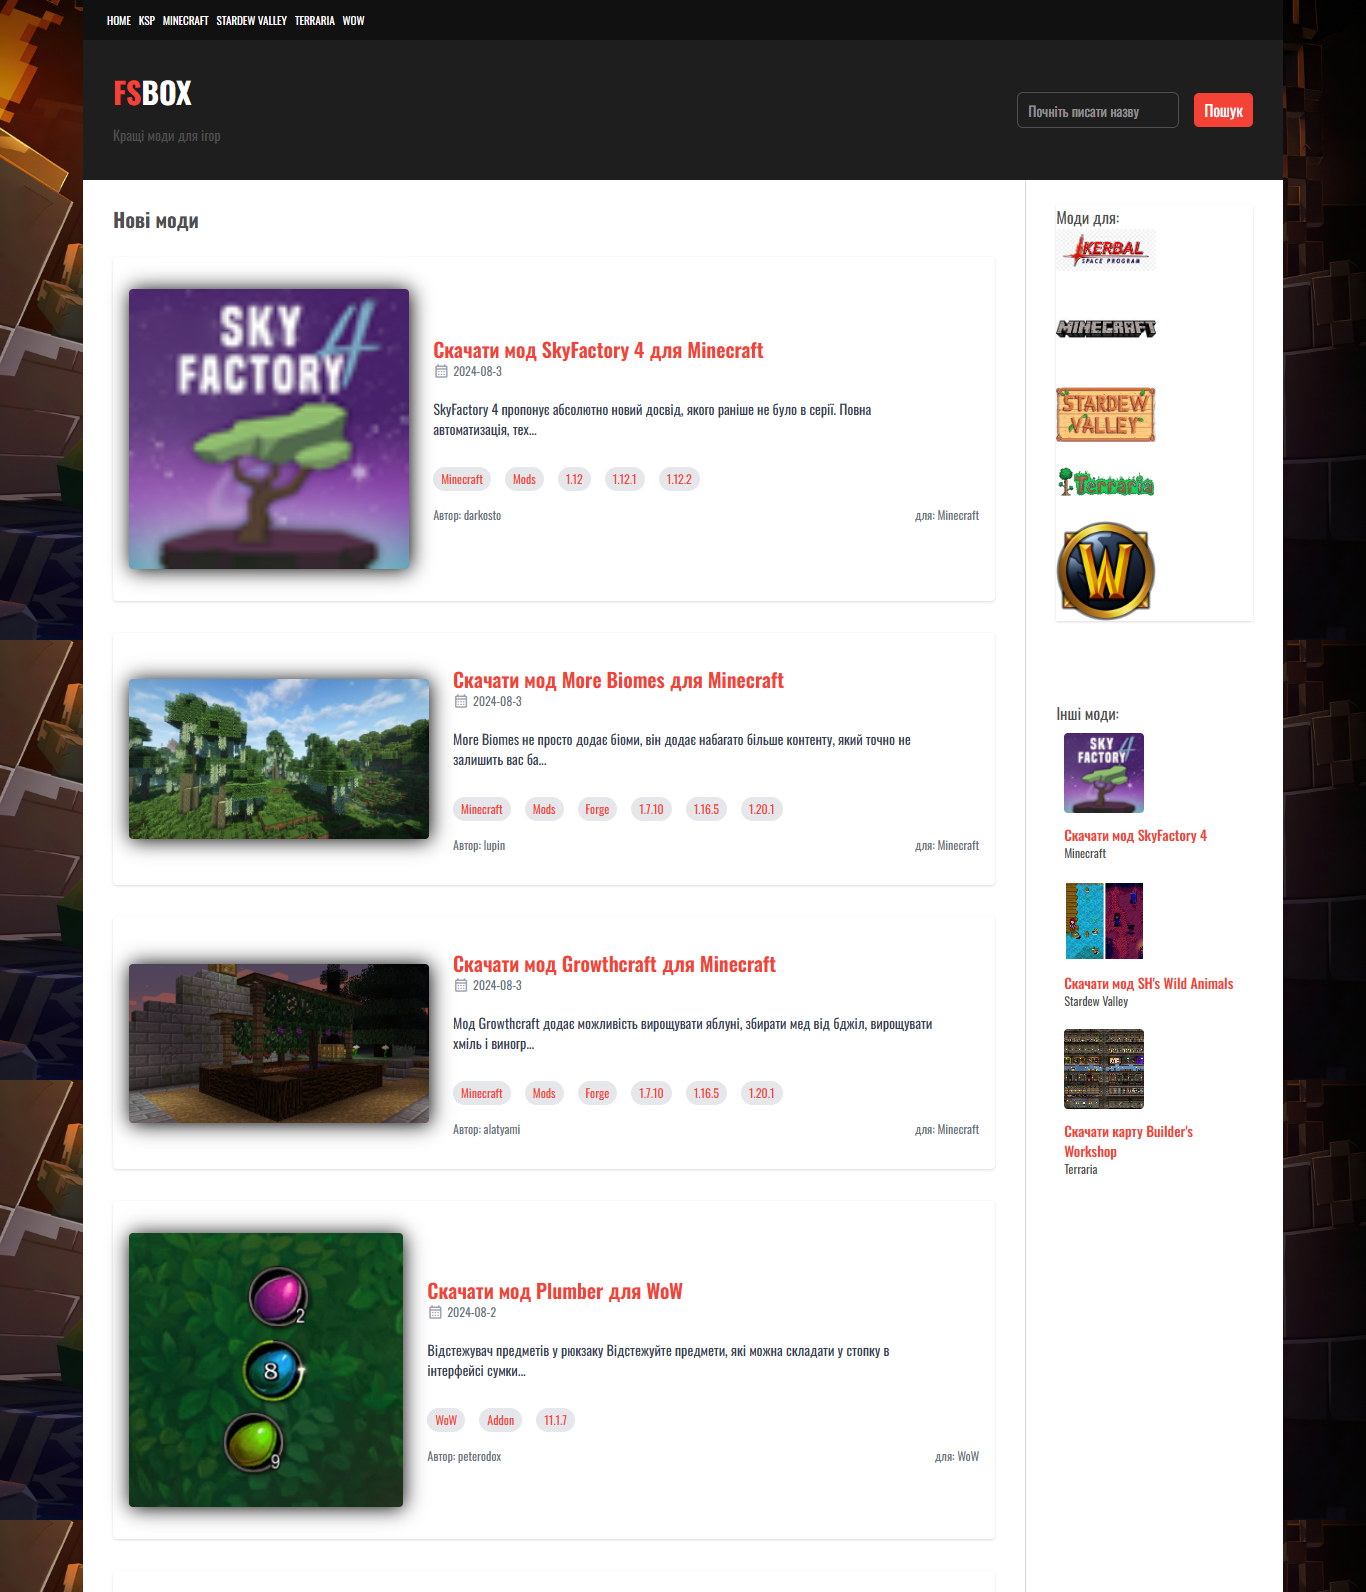 HOME KSP MINECRAFT STARDEW VALLEY TERRARIA WOW
FSBOX
Кращі моди для ігор
Почніть писати назву
Пошук
Нові моди
SKY
FACTORY 4
Скачати мод SkyFactory 4 для Minecraft
2024-08-3
SkyFactory 4 пропонує абсолютно новий досвід, якого раніше не було в серії. Повна
автоматизація, тех...
Minecraft Mods 1.12 1.12.1 1.12.2
Автор: darkosto
для: Minecraft
Скачати мод More Biomes для Minecraft
2024-08-3
More Biomes не просто додає біоми, він додає набагато більше контенту, який точно не
залишить вас ба...
Minecraft Mods Forge 1.7.10 1.16.5 1.20.1
Автор: lupin
для: Minecraft
Скачати мод Growthcraft для Minecraft
2024-08-3
Мод Growthcraft додає можливість вирощувати яблуні, збирати мед від бджіл, вирощувати
хміль і виногр...
Minecraft Mods Forge 1.7.10 1.16.5 1.20.1
Автор: alatyami
для: Minecraft
2
8
9
Скачати мод Plumber для WoW
2024-08-2
Відстежувач предметів у рюкзаку Відстежуйте предмети, які можна складати у стопку в
інтерфейсі сумки...
WoW Addon 11.1.7
Автор: peterodox
для: WoW
Моди для:
KERBAL
SPACE PROGRAM
MINECRAFT
STARDEW
VALLEY
Terraria
W
Інші моди:
SKY
FACTORY 4
Скачати мод SkyFactory 4
Minecraft
Скачати мод SH's Wild Animals
Stardew Valley
Скачати карту Builder's
Workshop
Terraria